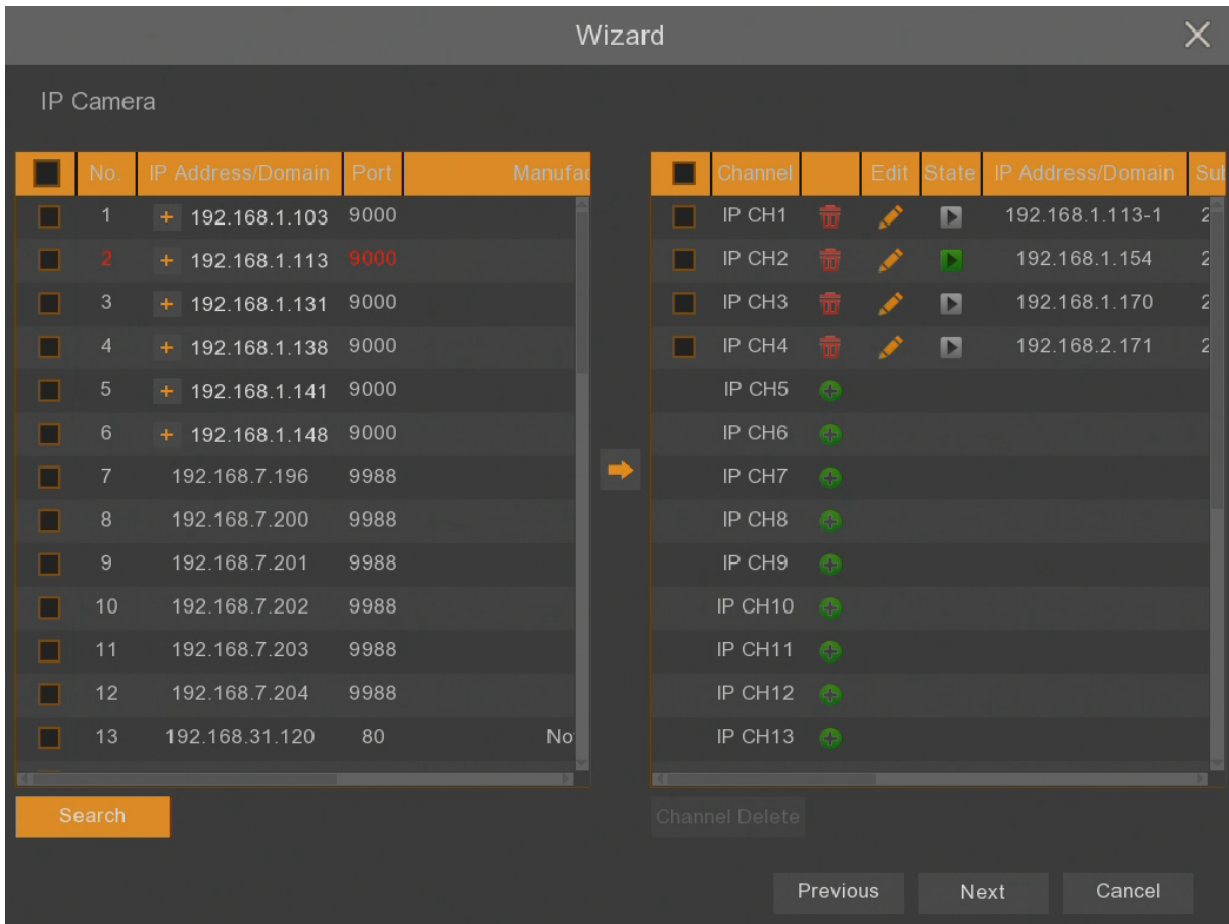 Wizard
IP Camera
No. IP Address/Domain Port Manufac
1 + 192.168.1.103 9000
2 + 192.168.1.113 9000
3 + 192.168.1.131 9000
4 + 192.168.1.138 9000
5 + 192.168.1.141 9000
6 + 192.168.1.148 9000
7 192.168.7.196 9988
8 192.168.7.200 9988
9 192.168.7.201 9988
10 192.168.7.202 9988
11 192.168.7.203 9988
12 192.168.7.204 9988
13 192.168.31.120 80 No
Search
Channel Edit State IP Address/Domain Sul
IP CH1 192.168.1.113-1 2
IP CH2 192.168.1.154 2
IP CH3 192.168.1.170 2
IP CH4 192.168.2.171 2
IP CH5
IP CH6
IP CH7
IP CH8
IP CH9
IP CH10
IP CH11
IP CH12
IP CH13
Channel Delete
Previous Next Cancel